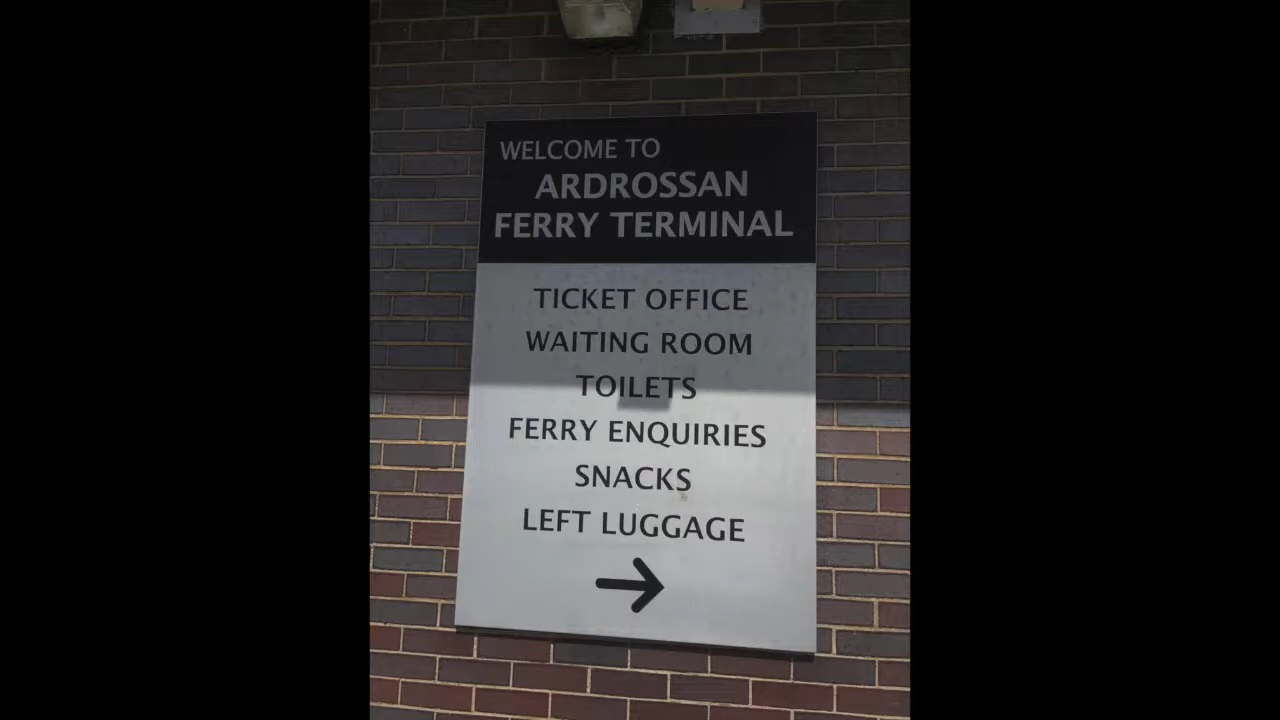 WELCOME TO
ARDROSSAN
FERRY TERMINAL
TICKET OFFICE
WAITING ROOM
TOILETS
FERRY ENQUIRIES
SNACKS
LEFT LUGGAGE